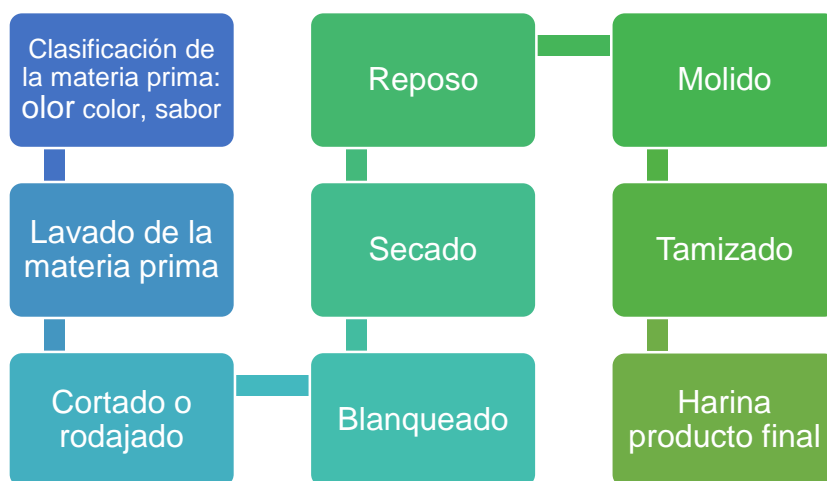 Clasificación de
la materia prima:
olor color, sabor
Lavado de la
materia prima
Cortado o
rodajado
Blanqueado
Secado
Reposo
Molido
Tamizado
Harina
producto final